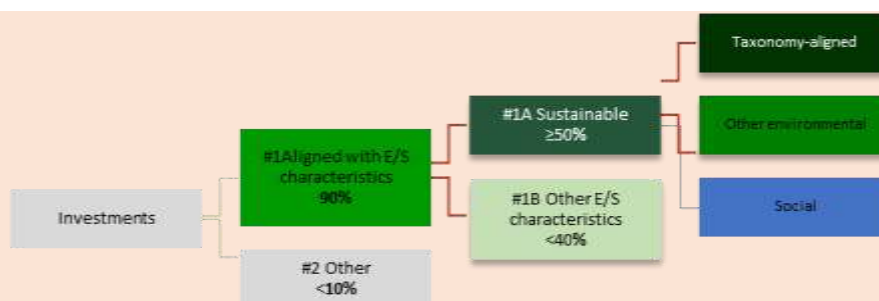 Taxonomy-aligned
#1A Sustainable
≥50%
Other environmental
#1Aligned with E/S
characteristics
90%
#1B Other E/S
characteristics
<40%
Social
Investments
#2 Other
<10%